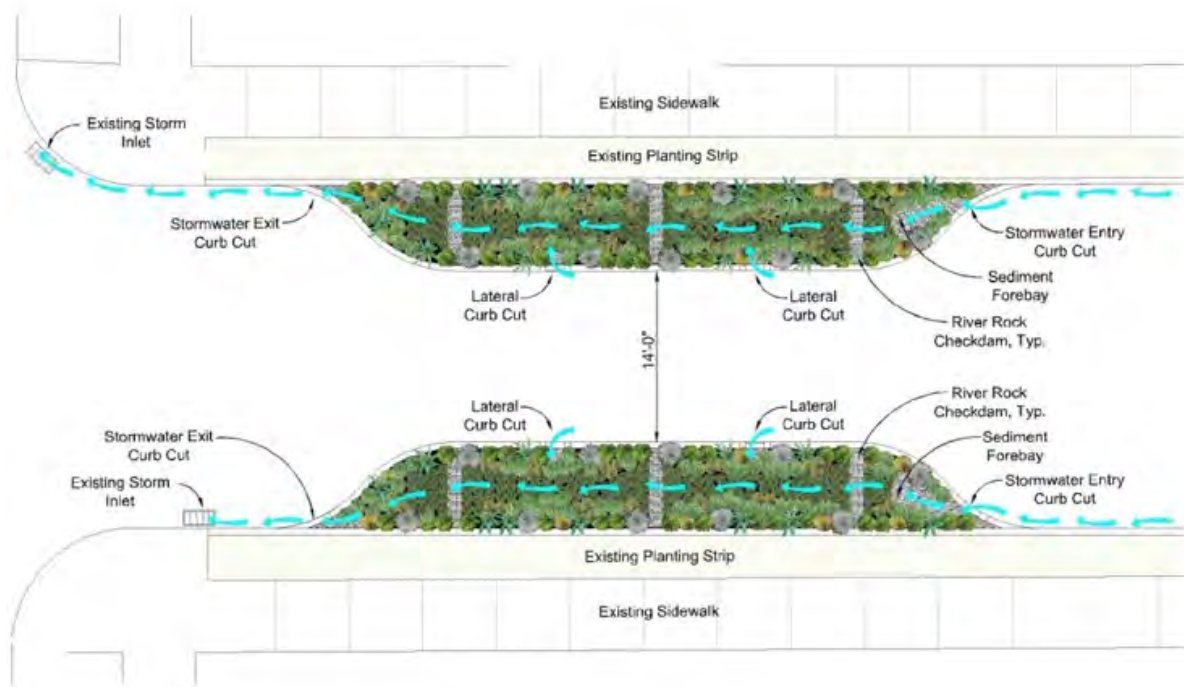 Existing Sidewalk
Existing Storm
Inlet
Existing Planting Strip
Stormwater Exit
Curb Cut
Stormwater Entry
Curb Cut
Lateral
Curb Cut
Lateral
Curb Cut
Sediment
Forebay
River Rock
Checkdam, Typ.
14'-0"
River Rock
Checkdam, Typ.
Lateral
Curb Cut
Lateral
Curb Cut
Sediment
Forebay
Stormwater Exit
Curb Cut
Stormwater Entry
Curb Cut
Existing Storm
Inlet
Existing Planting Strip
Existing Sidewalk